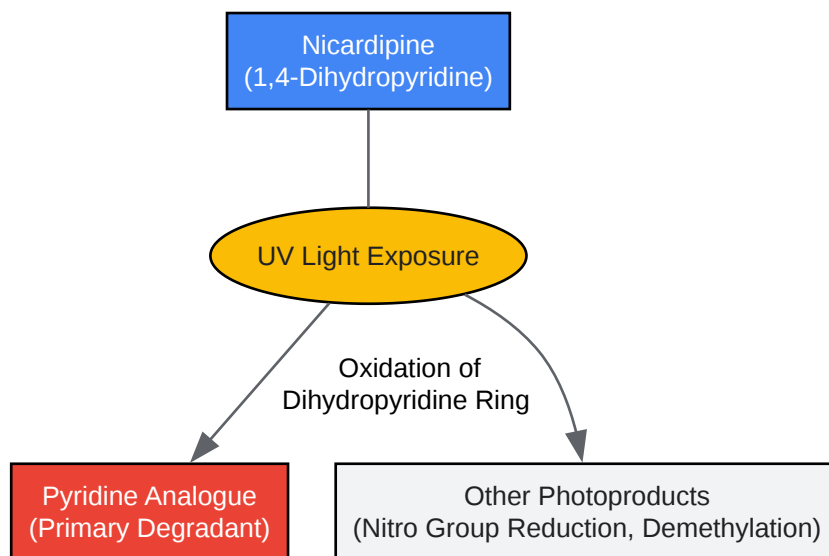 Nicardipine
(1,4-Dihydropyridine)
UV Light Exposure
Oxidation of
Dihydropyridine Ring
Pyridine Analogue
(Primary Degradant)
Other Photoproducts
(Nitro Group Reduction, Demethylation)